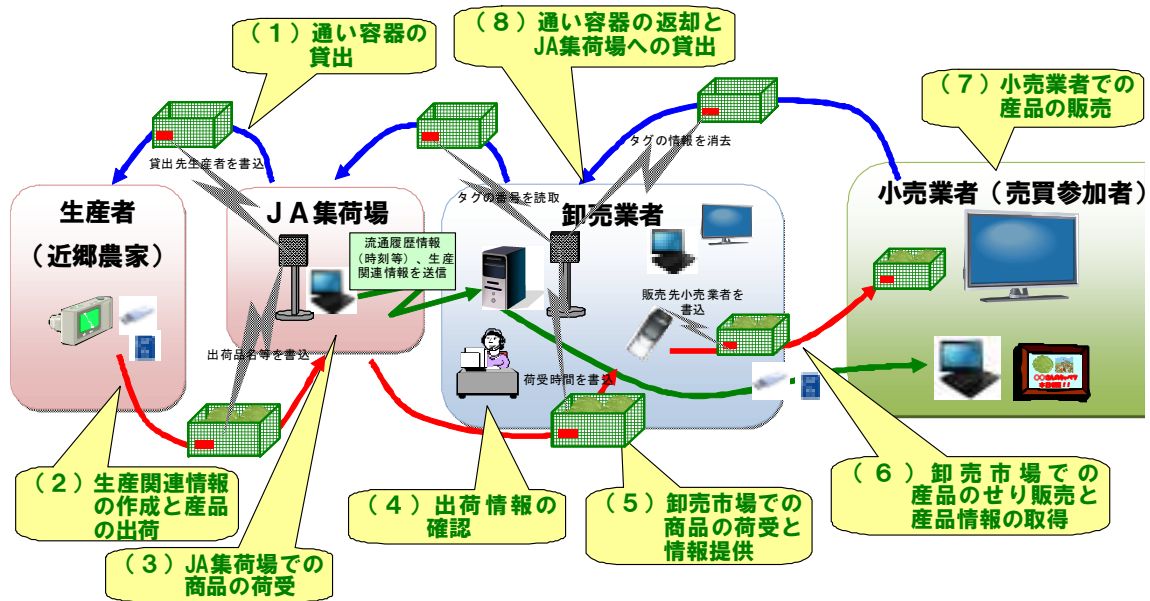 （１）通い容器の
貸出
（８）通い容器の返却と
JA集荷場への貸出
（７）小売業者での
産品の販売
タグの情報を消去
貸出先生産者を書込
タグの番号を読取
生産者
（近郷農家）
ＪＡ集荷場
卸売業者
小売業者（売買参加者）
流通履歴情報
（時刻等）、生産
関連情報を送信
販売先小売業者を
書込
出荷品名等を書込
荷受時間を書込
（２）生産関連情報
の作成と産品
の出荷
（３）JA集荷場での
商品の荷受
（４）出荷情報の
確認
（５）卸売市場での
商品の荷受と
情報提供
（６）卸売市場での
産品のせり販売と
産品情報の取得